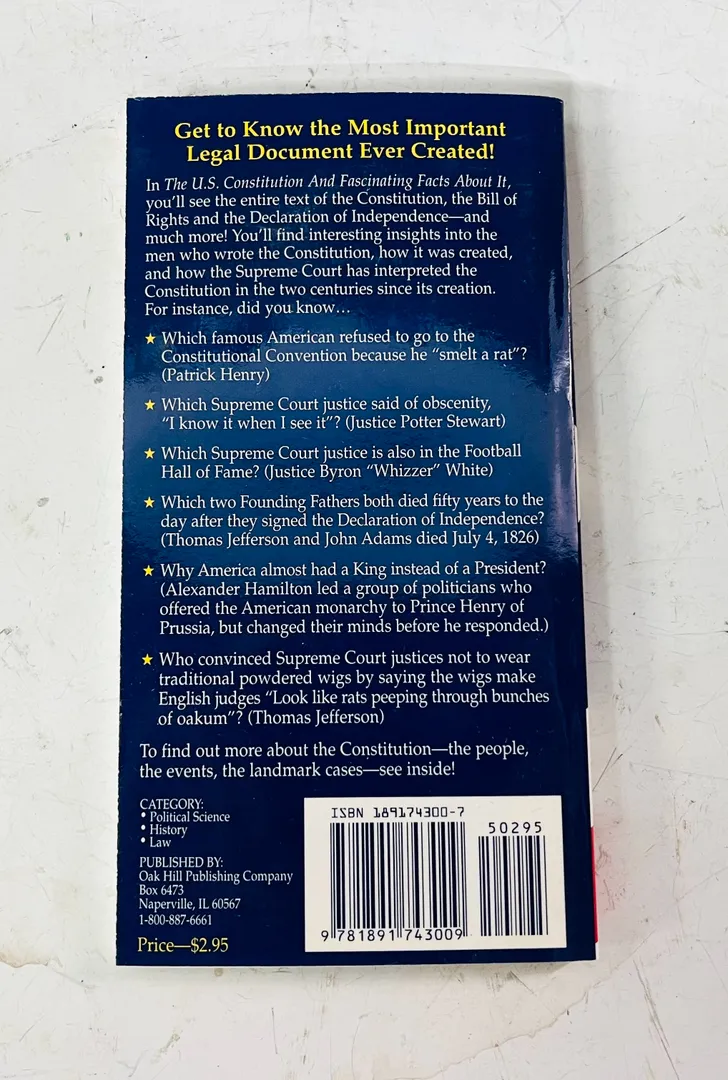 Get to Know the Most Important
Legal Document Ever Created!
In The U.S. Constitution And Fascinating Facts About It,
you'll see the entire text of the Constitution, the Bill of
Rights and the Declaration of Independence—and
much more! You'll find interesting insights into the
men who wrote the Constitution, how it was created,
and how the Supreme Court has interpreted the
Constitution in the two centuries since its creation.
For instance, did you know…
★ Which famous American refused to go to the
Constitutional Convention because he "smelt a rat"?
(Patrick Henry)
★ Which Supreme Court justice said of obscenity,
"I know it when I see it"? (Justice Potter Stewart)
★ Which Supreme Court justice is also in the Football
Hall of Fame? (Justice Byron "Whizzer" White)
★ Which two Founding Fathers both died fifty years to the
day after they signed the Declaration of Independence?
(Thomas Jefferson and John Adams died July 4, 1826)
★ Why America almost had a King instead of a President?
(Alexander Hamilton led a group of politicians who
offered the American monarchy to Prince Henry of
Prussia, but changed their minds before he responded.)
★ Who convinced Supreme Court justices not to wear
traditional powdered wigs by saying the wigs make
English judges "Look like rats peeping through bunches
of oakum"? (Thomas Jefferson)
To find out more about the Constitution—the people,
the events, the landmark cases—see inside!
CATEGORY:
• Political Science
• History
• Law
PUBLISHED BY:
Oak Hill Publishing Company
Box 6473
Naperville, IL 60567
1-800-887-6661
Price—$2.95
ISBN 189174300-7
50295
9 781891 743009